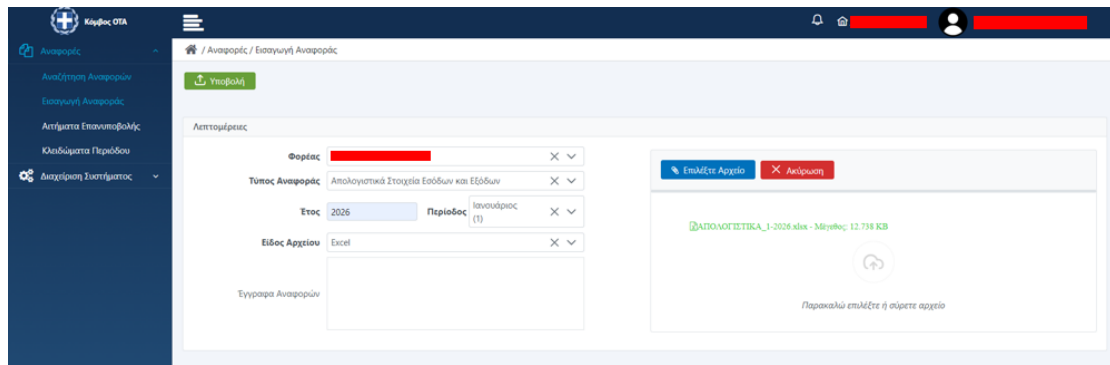 Κόμβος ΟΤΑ
Αναφορές
/ Αναφορές / Εισαγωγή Αναφοράς
Αναζήτηση Αναφορών
Υποβολή
Εισαγωγή Αναφοράς
Αιτήματα Επανυποβολής
Λεπτομέρειες
Κλειδώματα Περιόδου
Φορέας
Επιλέξτε Αρχείο
Ακύρωση
Διαχείριση Συστήματος
Τύπος Αναφοράς Απολογιστικά Στοιχεία Εσόδων και Εξόδων
Έτος 2026 Περίοδος Ιανουάριος
(1)
ΑΠΟΛΟΓΙΣΤΙΚΑ_1-2026.xlsx - Μέγεθος: 12.738 KB
Είδος Αρχείου Excel
Έγγραφα Αναφορών
Παρακαλώ επιλέξτε ή σύρετε αρχείο